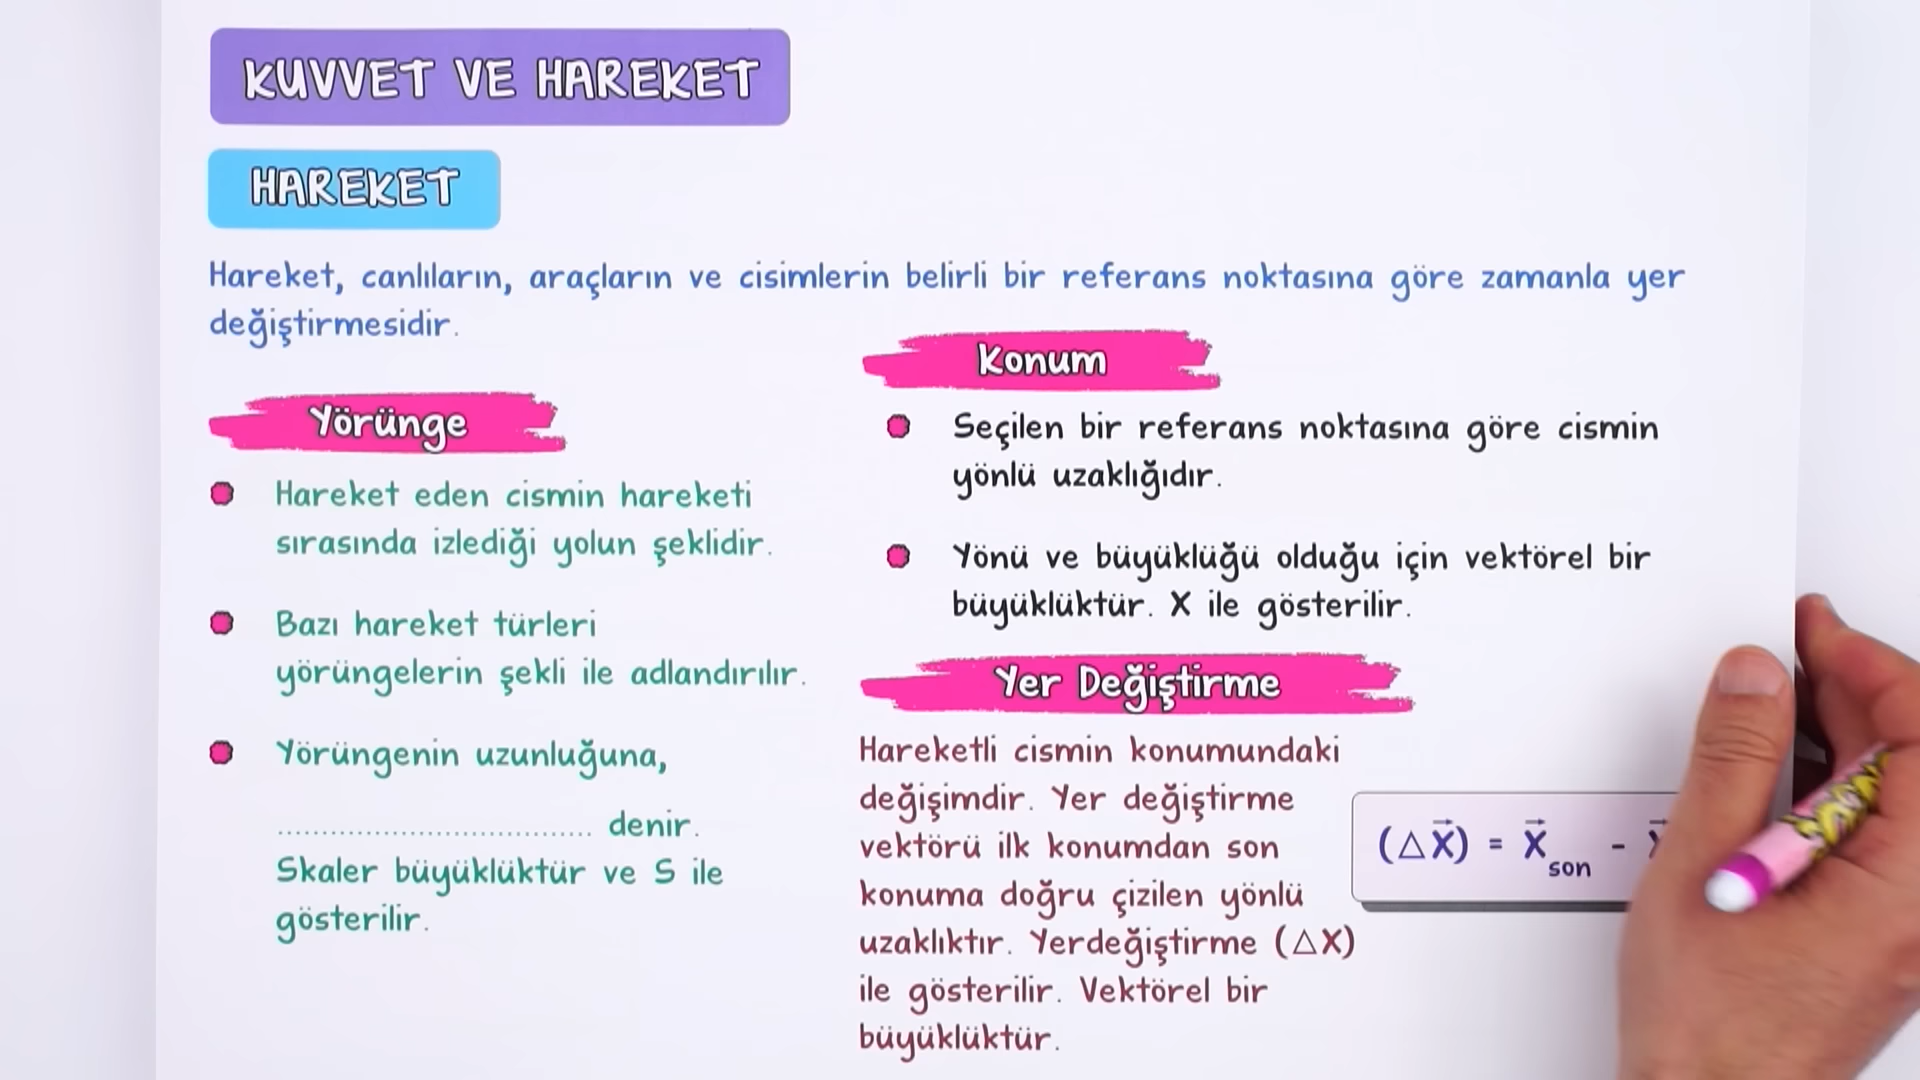 KUVVET VE HAREKET
HAREKET
Hareket, canlıların, araçların ve cisimlerin belirli bir referans noktasına göre zamanla yer
değiştirmesidir.
Yörünge
Hareket eden cismin hareketi
sırasında izlediği yolun şeklidir.
Bazı hareket türleri
yörüngelerin şekli ile adlandırılır.
Yörüngenin uzunluğuna,
........................................ denir.
Skaler büyüklüktür ve S ile
gösterilir.
Konum
Seçilen bir referans noktasına göre cismin
yönlü uzaklığıdır.
Yönü ve büyüklüğü olduğu için vektörel bir
büyüklüktür. X ile gösterilir.
Yer Değiştirme
Hareketli cismin konumundaki
değişimdir. Yer değiştirme
vektörü ilk konumdan son
konuma doğru çizilen yönlü
uzaklıktır. Yerdeğiştirme (△X)
ile gösterilir. Vektörel bir
büyüklüktür.
(△X⃗) = X⃗son -